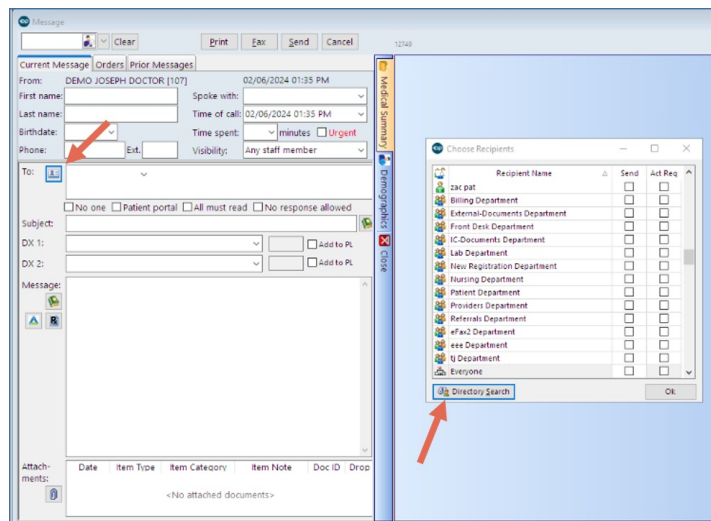 Message
Clear Print Fax Send Cancel
12749
Current Message Orders Prior Messages
From: DEMO JOSEPH DOCTOR [107] 02/06/2024 01:35 PM
First name: Spoke with:
Last name: Time of call: 02/06/2024 01:35 PM
Birthdate: Time spent: minutes Urgent
Phone: Ext. Visibility: Any staff member
To:
No one Patient portal All must read No response allowed
Subject:
DX 1: Add to PL
DX 2: Add to PL
Message:
Attach-
ments:
Date Item Type Item Category Item Note Doc ID Drop
<No attached documents>
Medical Summary
Demographics
Close
Choose Recipients
Recipient Name Send Act Req
zac pat
Billing Department
External-Documents Department
Front Desk Department
IC-Documents Department
Lab Department
New Registration Department
Nursing Department
Patient Department
Providers Department
Referrals Department
eFax2 Department
eee Department
tj Department
Everyone
Directory Search Ok